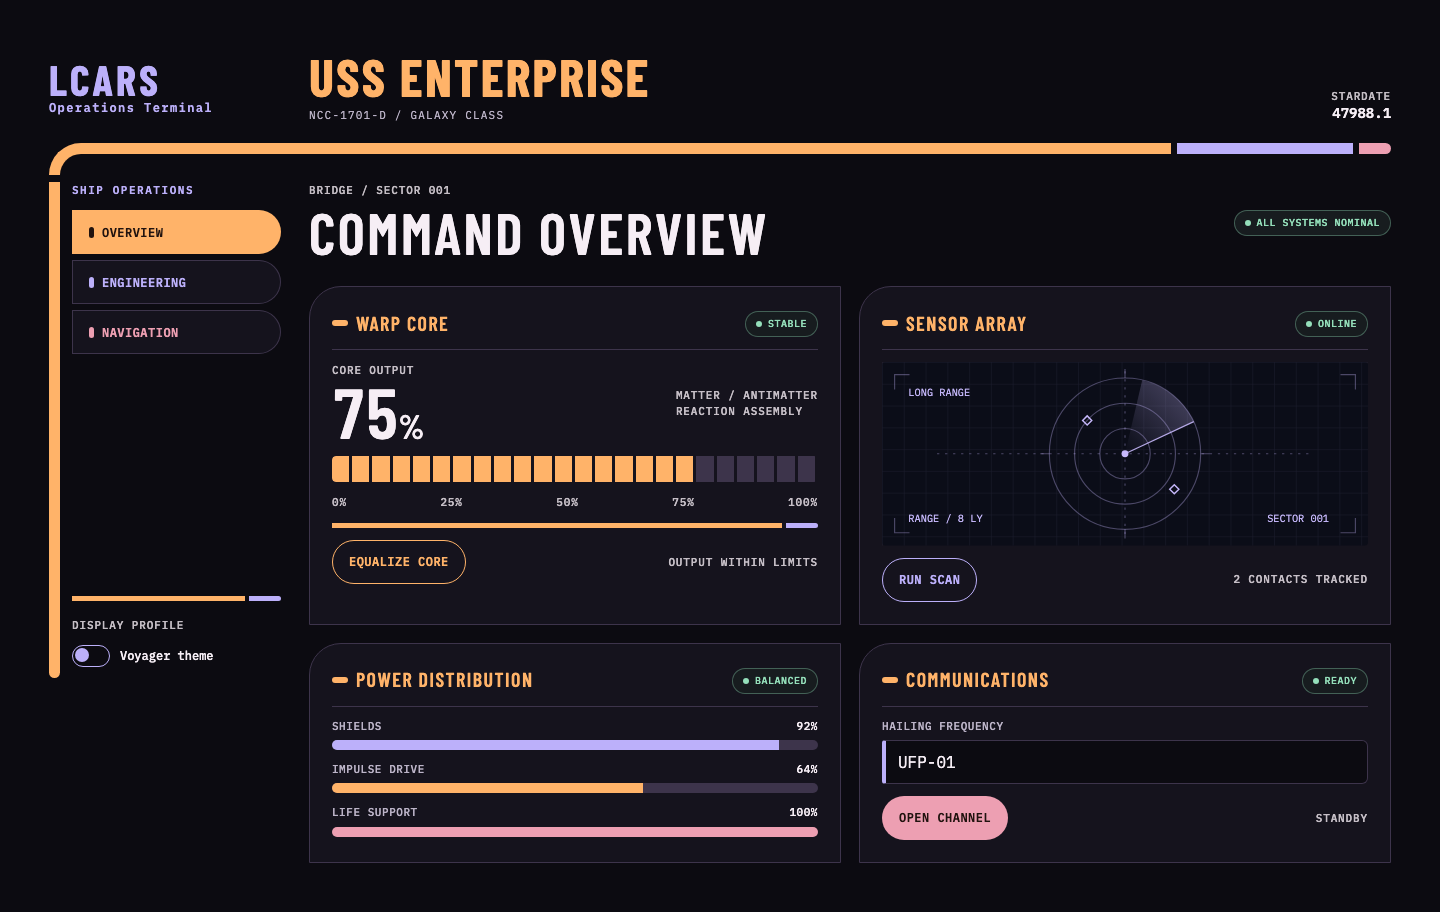 LCARS
Operations Terminal
USS ENTERPRISE
NCC-1701-D / GALAXY CLASS
STARDATE
47988.1
SHIP OPERATIONS
OVERVIEW
ENGINEERING
NAVIGATION
DISPLAY PROFILE
Voyager theme
BRIDGE / SECTOR 001
COMMAND OVERVIEW
ALL SYSTEMS NOMINAL
WARP CORE
STABLE
CORE OUTPUT
75%
MATTER / ANTIMATTER
REACTION ASSEMBLY
0% 25% 50% 75% 100%
EQUALIZE CORE
OUTPUT WITHIN LIMITS
SENSOR ARRAY
ONLINE
LONG RANGE
RANGE / 8 LY
SECTOR 001
RUN SCAN
2 CONTACTS TRACKED
POWER DISTRIBUTION
BALANCED
SHIELDS 92%
IMPULSE DRIVE 64%
LIFE SUPPORT 100%
COMMUNICATIONS
READY
HAILING FREQUENCY
UFP-01
OPEN CHANNEL
STANDBY